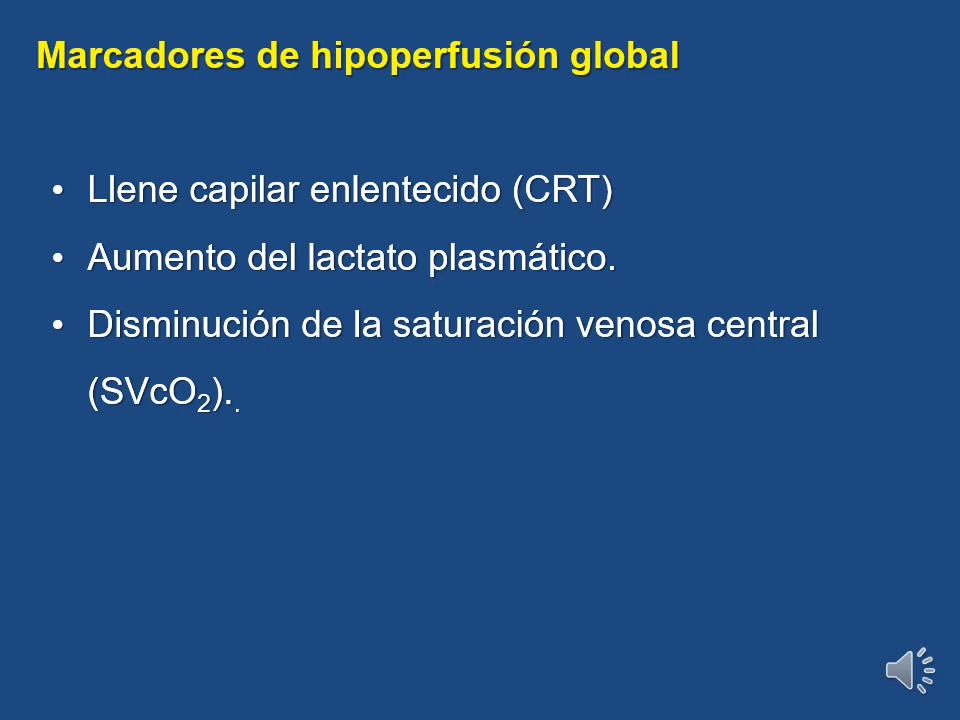 Marcadores de hipoperfusión global
• Llene capilar enlentecido (CRT)
• Aumento del lactato plasmático.
• Disminución de la saturación venosa central
(SVcO₂)..